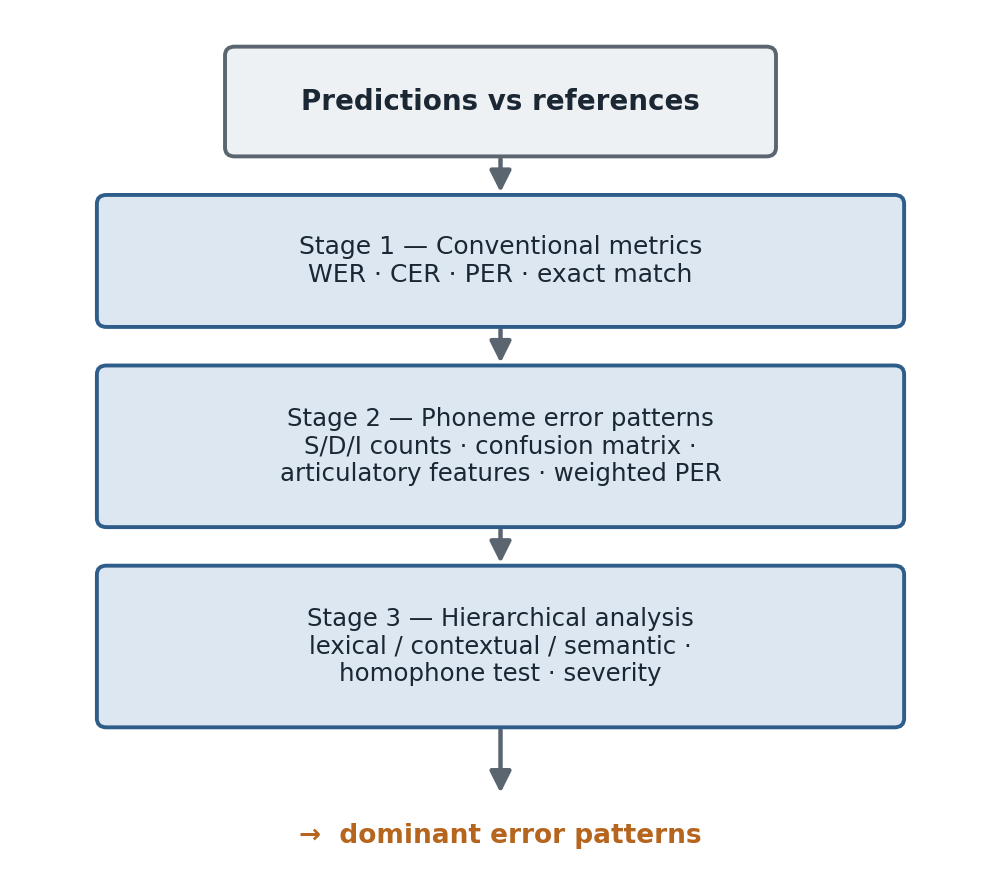 Predictions vs references
Stage 1 — Conventional metrics
WER · CER · PER · exact match
Stage 2 — Phoneme error patterns
S/D/I counts · confusion matrix ·
articulatory features · weighted PER
Stage 3 — Hierarchical analysis
lexical / contextual / semantic ·
homophone test · severity
→ dominant error patterns